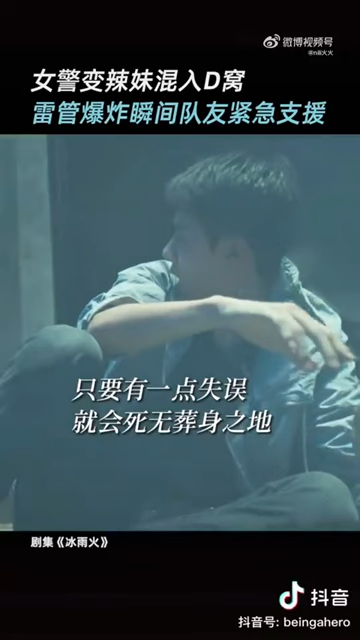 微博视频号
女警变辣妹混入D窝
雷管爆炸瞬间队友紧急支援
只要有一点失误
就会死无葬身之地
剧集《冰雨火》
抖音
抖音号: beingahero